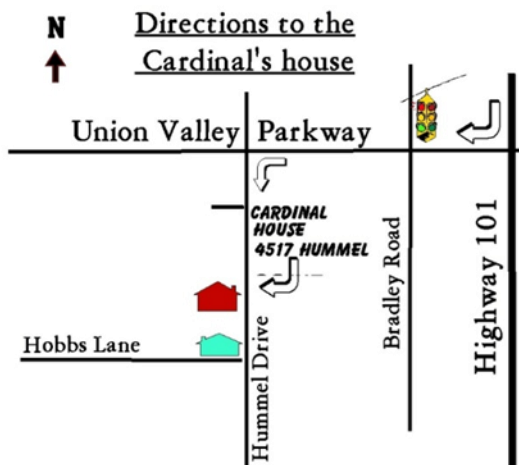 N
Directions to the
Cardinal's house
Union Valley Parkway
CARDINAL
HOUSE
4517 HUMMEL
Hobbs Lane
Hummel Drive
Bradley Road
Highway 101